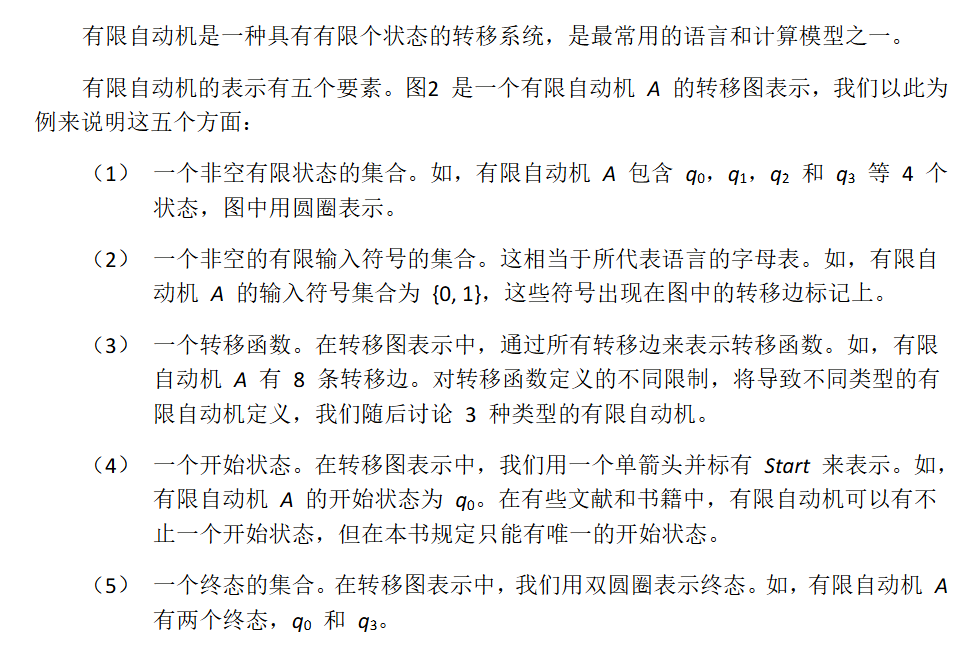 有限自动机是一种具有有限个状态的转移系统，是最常用的语言和计算模型之一。
有限自动机的表示有五个要素。图2 是一个有限自动机 A 的转移图表示，我们以此为
例来说明这五个方面：
（1） 一个非空有限状态的集合。如，有限自动机 A 包含 q0，q1，q2 和 q3 等 4 个
状态，图中用圆圈表示。
（2） 一个非空的有限输入符号的集合。这相当于所代表语言的字母表。如，有限自
动机 A 的输入符号集合为 {0, 1}，这些符号出现在图中的转移边标记上。
（3） 一个转移函数。在转移图表示中，通过所有转移边来表示转移函数。如，有限
自动机 A 有 8 条转移边。对转移函数定义的不同限制，将导致不同类型的有
限自动机定义，我们随后讨论 3 种类型的有限自动机。
（4） 一个开始状态。在转移图表示中，我们用一个单箭头并标有 Start 来表示。如，
有限自动机 A 的开始状态为 q0。在有些文献和书籍中，有限自动机可以有不
止一个开始状态，但在本书规定只能有唯一的开始状态。
（5） 一个终态的集合。在转移图表示中，我们用双圆圈表示终态。如，有限自动机 A
有两个终态，q0 和 q3。